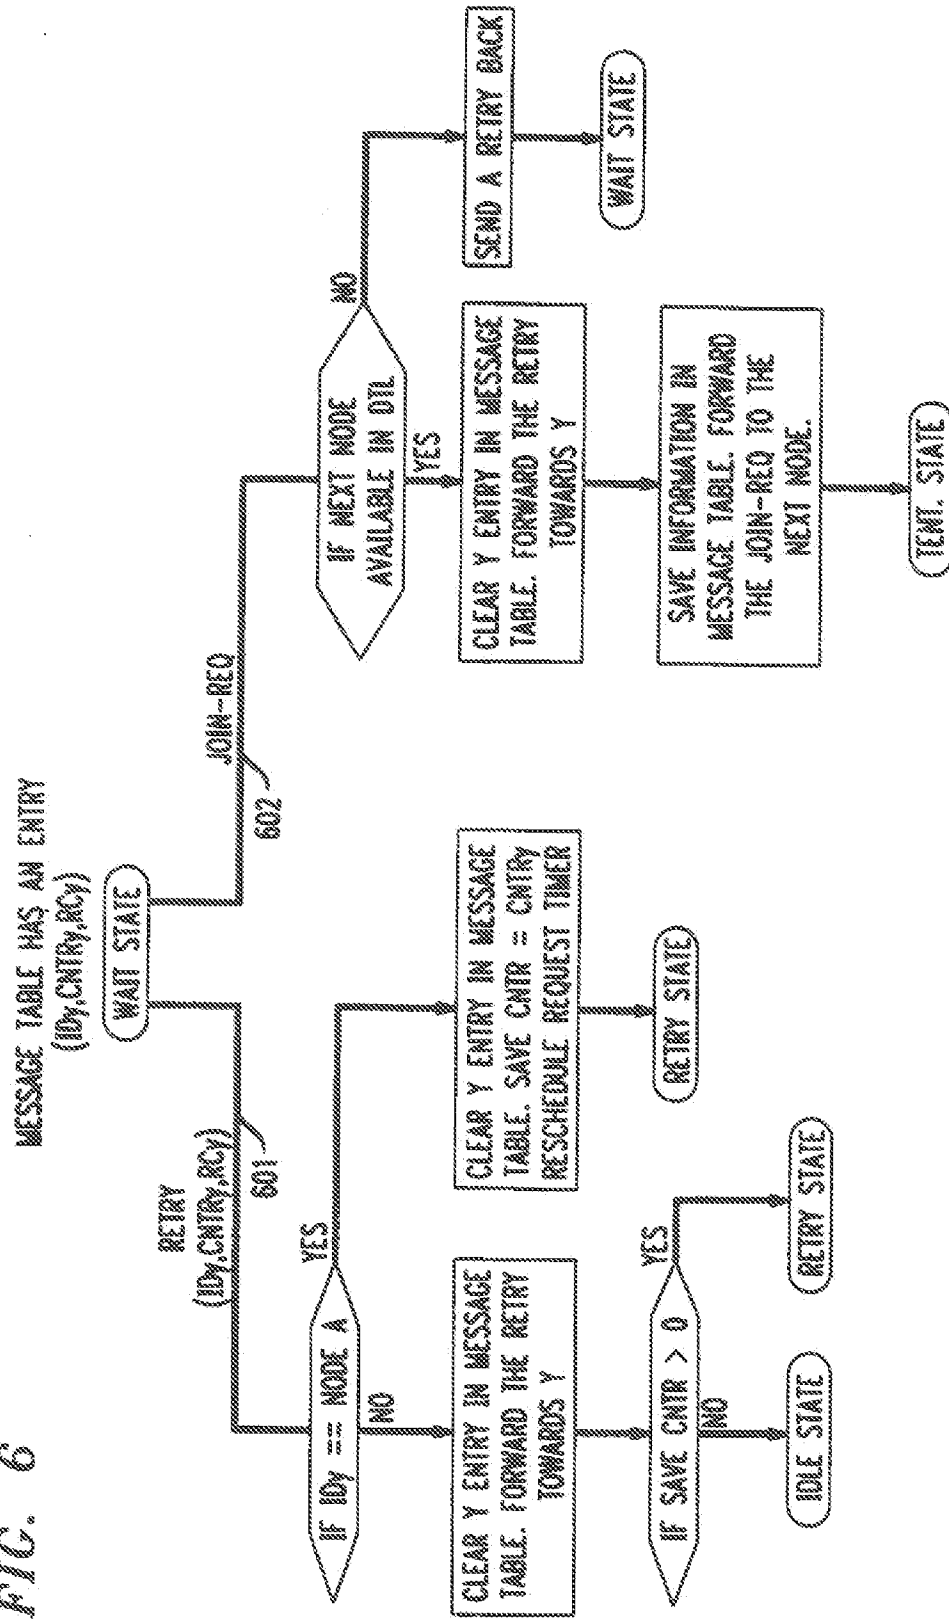 FIG. 6
MESSAGE TABLE HAS AN ENTRY
(IDy,CNTRy,RCy)
WAIT STATE
RETRY
(IDy,CNTRy,RCy)
601
JOIN-REQ
602
IF IDy == NODE A
YES
NO
CLEAR Y ENTRY IN MESSAGE
TABLE. FORWARD THE RETRY
TOWARDS Y
IF SAVE CNTR > 0
YES
NO
IDLE STATE
RETRY STATE
CLEAR Y ENTRY IN MESSAGE
TABLE. SAVE CNTR = CNTRy
RESCHEDULE REQUEST TIMER
RETRY STATE
IF NEXT NODE
AVAILABLE IN DTL
NO
YES
CLEAR Y ENTRY IN MESSAGE
TABLE. FORWARD THE RETRY
TOWARDS Y
SAVE INFORMATION IN
MESSAGE TABLE. FORWARD
THE JOIN-REQ TO THE
NEXT NODE.
TENT. STATE
SEND A RETRY BACK
WAIT STATE